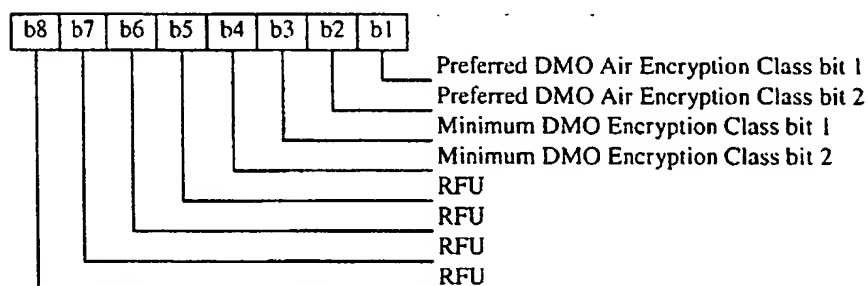 b8 b7 b6 b5 b4 b3 b2 b1
Preferred DMO Air Encryption Class bit 1
Preferred DMO Air Encryption Class bit 2
Minimum DMO Encryption Class bit 1
Minimum DMO Encryption Class bit 2
RFU
RFU
RFU
RFU